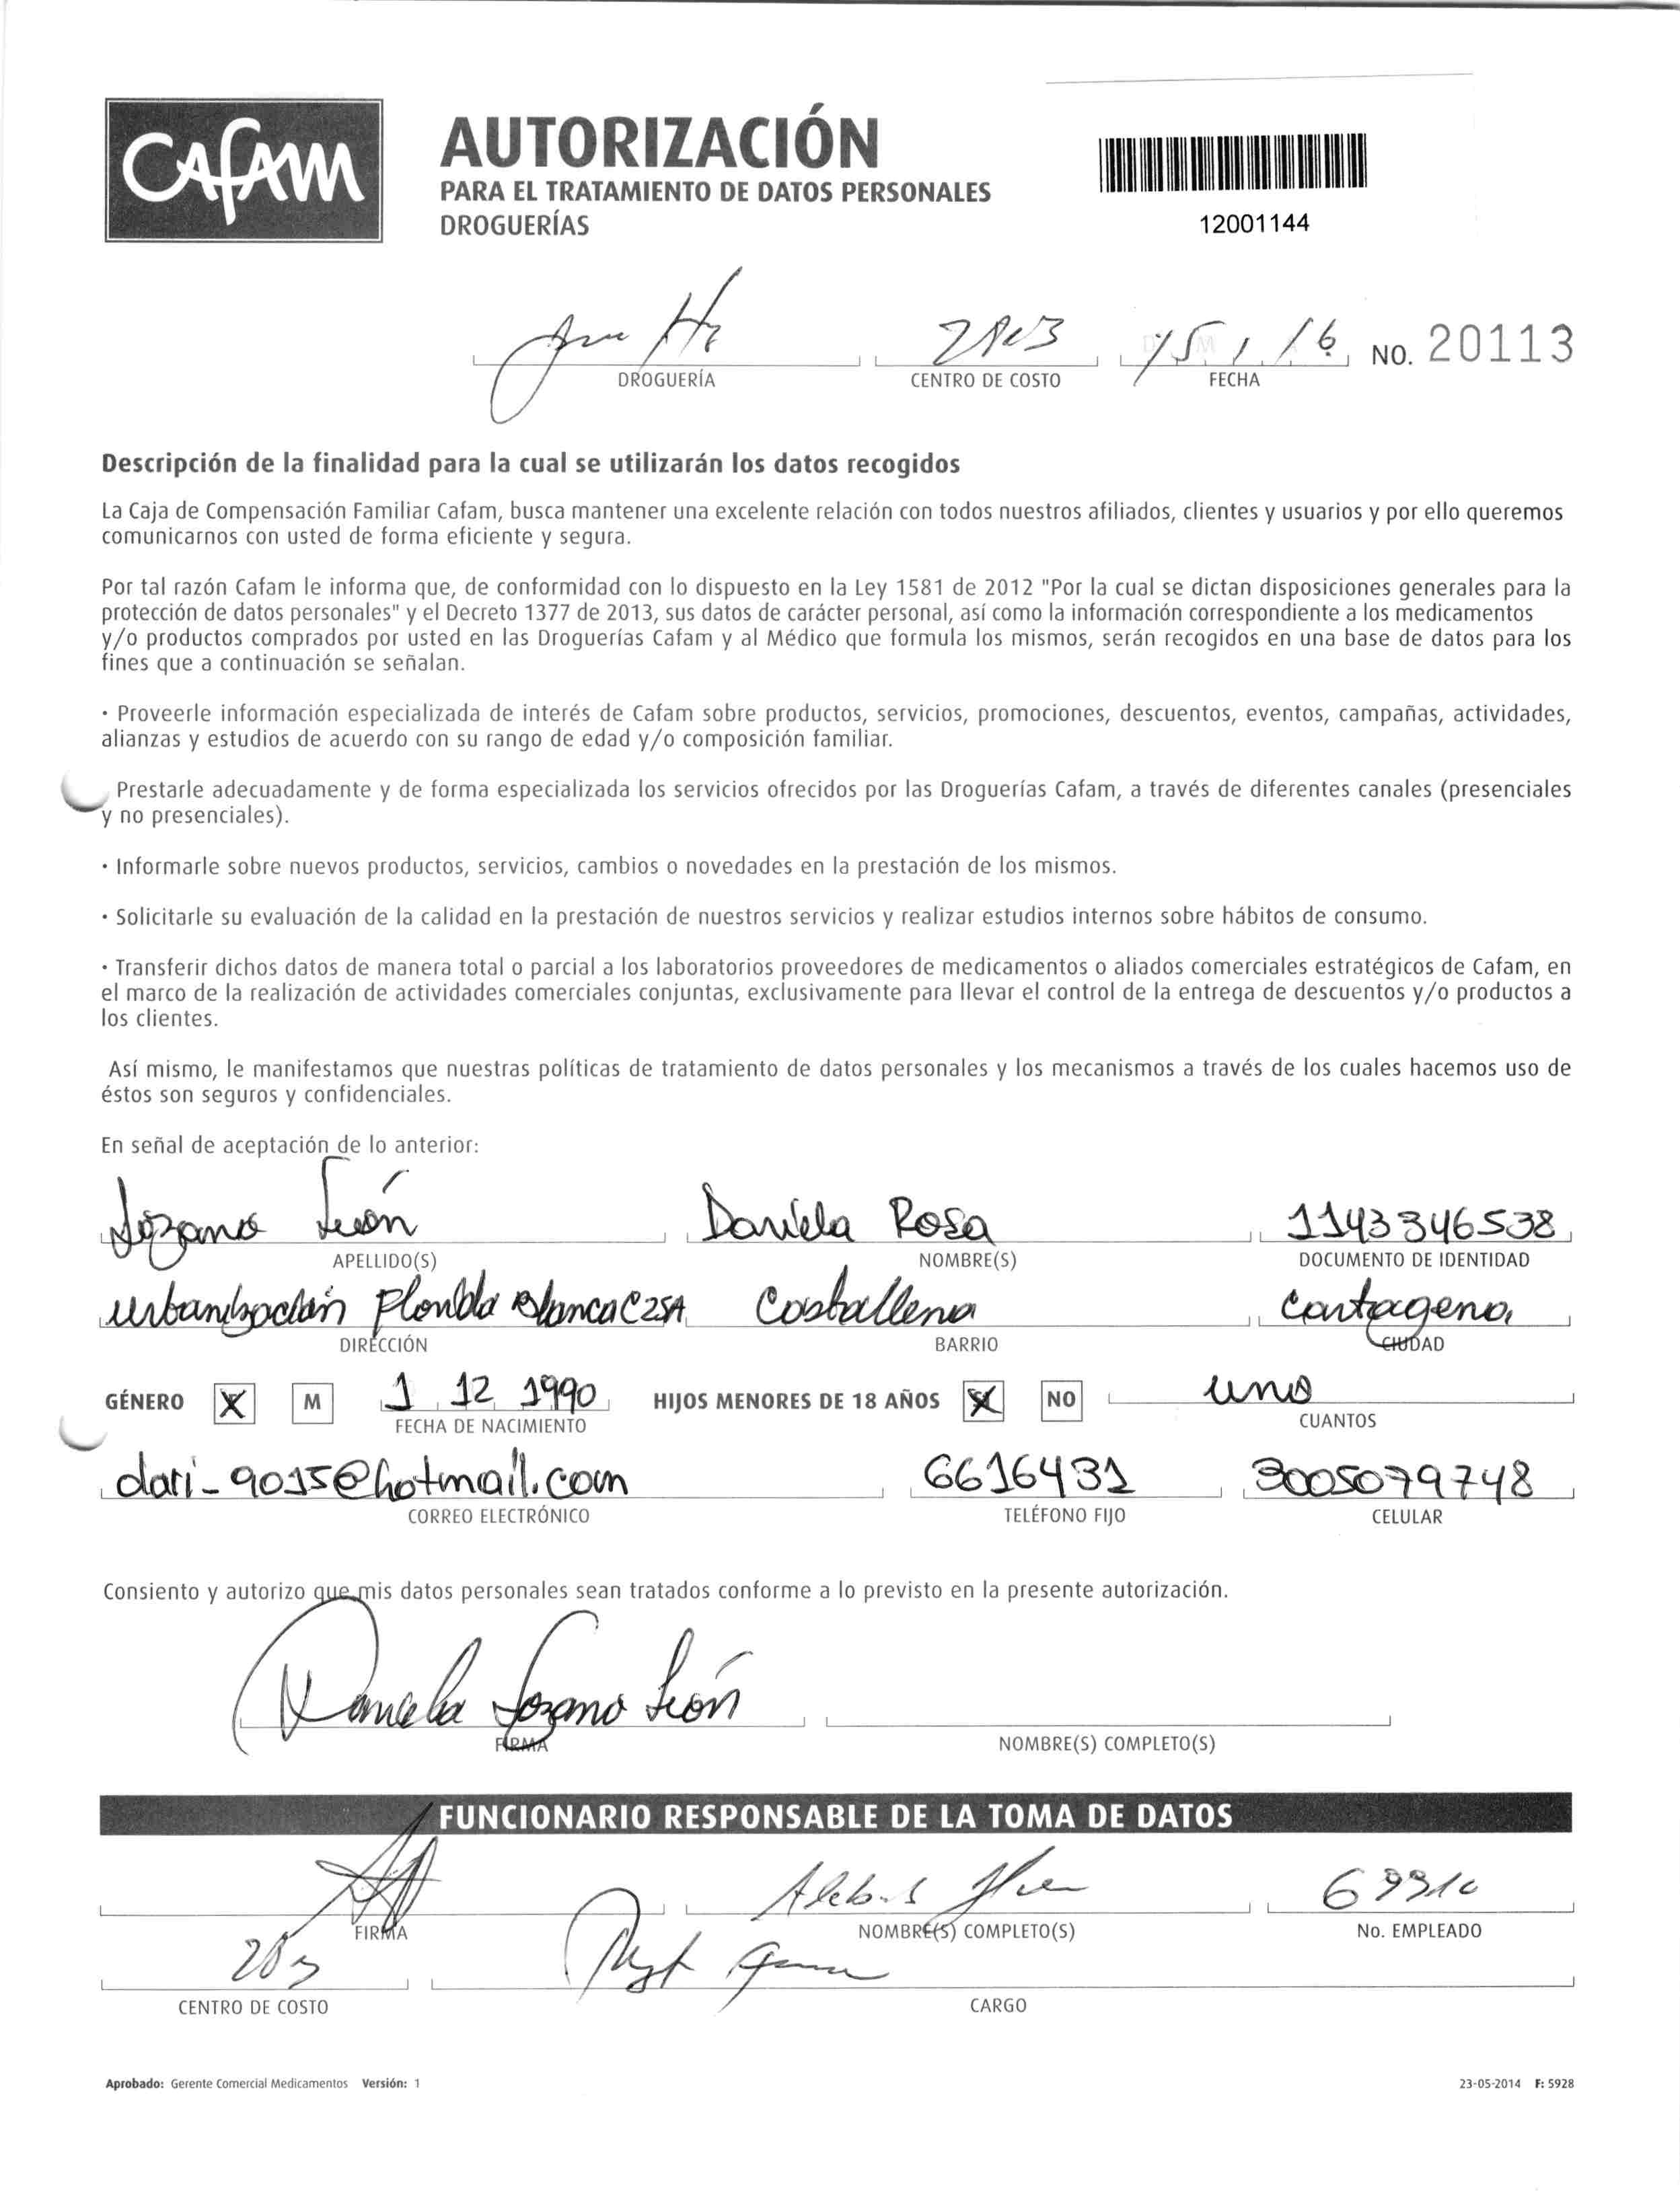 Cafam
AUTORIZACIÓN
PARA EL TRATAMIENTO DE DATOS PERSONALES
DROGUERÍAS
12001144
15 1 16 NO. 20113
DROGUERÍA CENTRO DE COSTO FECHA
Descripción de la finalidad para la cual se utilizarán los datos recogidos
La Caja de Compensación Familiar Cafam, busca mantener una excelente relación con todos nuestros afiliados, clientes y usuarios y por ello queremos
comunicarnos con usted de forma eficiente y segura.
Por tal razón Cafam le informa que, de conformidad con lo dispuesto en la Ley 1581 de 2012 "Por la cual se dictan disposiciones generales para la
protección de datos personales" y el Decreto 1377 de 2013, sus datos de carácter personal, así como la información correspondiente a los medicamentos
y/o productos comprados por usted en las Droguerías Cafam y al Médico que formula los mismos, serán recogidos en una base de datos para los
fines que a continuación se señalan.
· Proveerle información especializada de interés de Cafam sobre productos, servicios, promociones, descuentos, eventos, campañas, actividades,
alianzas y estudios de acuerdo con su rango de edad y/o composición familiar.
Prestarle adecuadamente y de forma especializada los servicios ofrecidos por las Droguerías Cafam, a través de diferentes canales (presenciales
y no presenciales).
· Informarle sobre nuevos productos, servicios, cambios o novedades en la prestación de los mismos.
· Solicitarle su evaluación de la calidad en la prestación de nuestros servicios y realizar estudios internos sobre hábitos de consumo.
· Transferir dichos datos de manera total o parcial a los laboratorios proveedores de medicamentos o aliados comerciales estratégicos de Cafam, en
el marco de la realización de actividades comerciales conjuntas, exclusivamente para llevar el control de la entrega de descuentos y/o productos a
los clientes.
Así mismo, le manifestamos que nuestras políticas de tratamiento de datos personales y los mecanismos a través de los cuales hacemos uso de
éstos son seguros y confidenciales.
En señal de aceptación de lo anterior:
Lozano León Daniela Rosa 1143346538
APELLIDO(S) NOMBRE(S) DOCUMENTO DE IDENTIDAD
urbanización Blanca C25A Cartagena
DIRECCIÓN BARRIO CIUDAD
GÉNERO X M 1 12 1990 HIJOS MENORES DE 18 AÑOS X NO uno
FECHA DE NACIMIENTO CUANTOS
dari_9015@hotmail.com 6616431 3005079748
CORREO ELECTRÓNICO TELÉFONO FIJO CELULAR
Consiento y autorizo que mis datos personales sean tratados conforme a lo previsto en la presente autorización.
Daniela Lozano León
FIRMA NOMBRE(S) COMPLETO(S)
FUNCIONARIO RESPONSABLE DE LA TOMA DE DATOS
FIRMA NOMBRE(S) COMPLETO(S) No. EMPLEADO
CENTRO DE COSTO CARGO
Aprobado: Gerente Comercial Medicamentos Versión: 1 23-05-2014 F: 5928